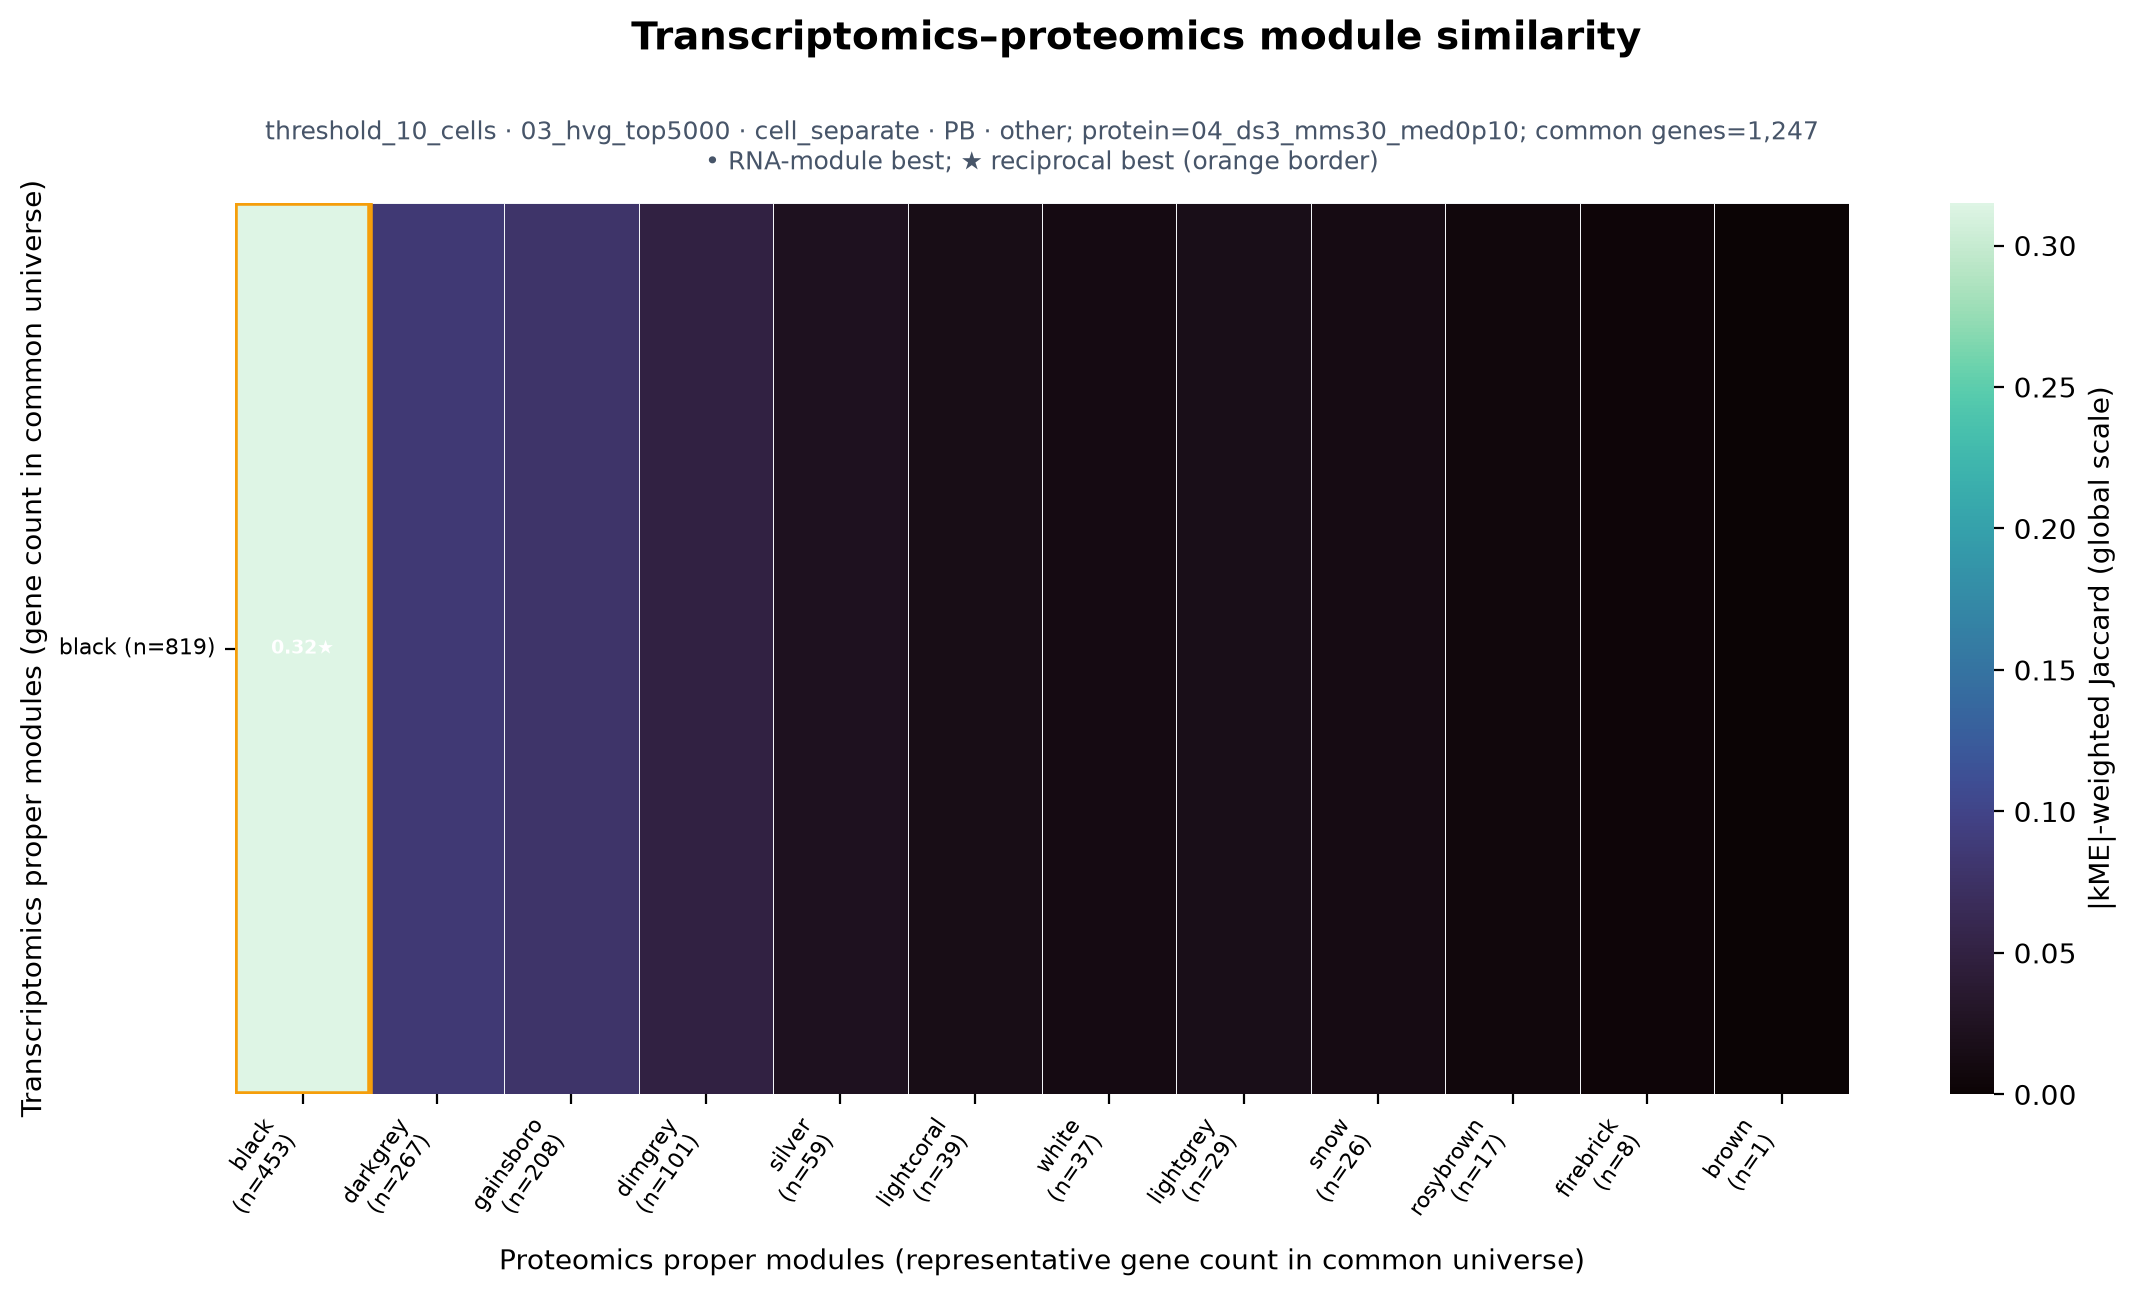 Transcriptomics–proteomics module similarity
threshold_10_cells · 03_hvg_top5000 · cell_separate · PB · other; protein=04_ds3_mms30_med0p10; common genes=1,247
• RNA-module best; ★ reciprocal best (orange border)
Transcriptomics proper modules (gene count in common universe)
black (n=819)
0.32★
black
(n=453)
darkgrey
(n=267)
gainsboro
(n=208)
dimgrey
(n=101)
silver
(n=59)
lightcoral
(n=39)
white
(n=37)
lightgrey
(n=29)
snow
(n=26)
rosybrown
(n=17)
firebrick
(n=8)
brown
(n=1)
Proteomics proper modules (representative gene count in common universe)
0.30
0.25
0.20
0.15
0.10
0.05
0.00
|kME|-weighted Jaccard (global scale)